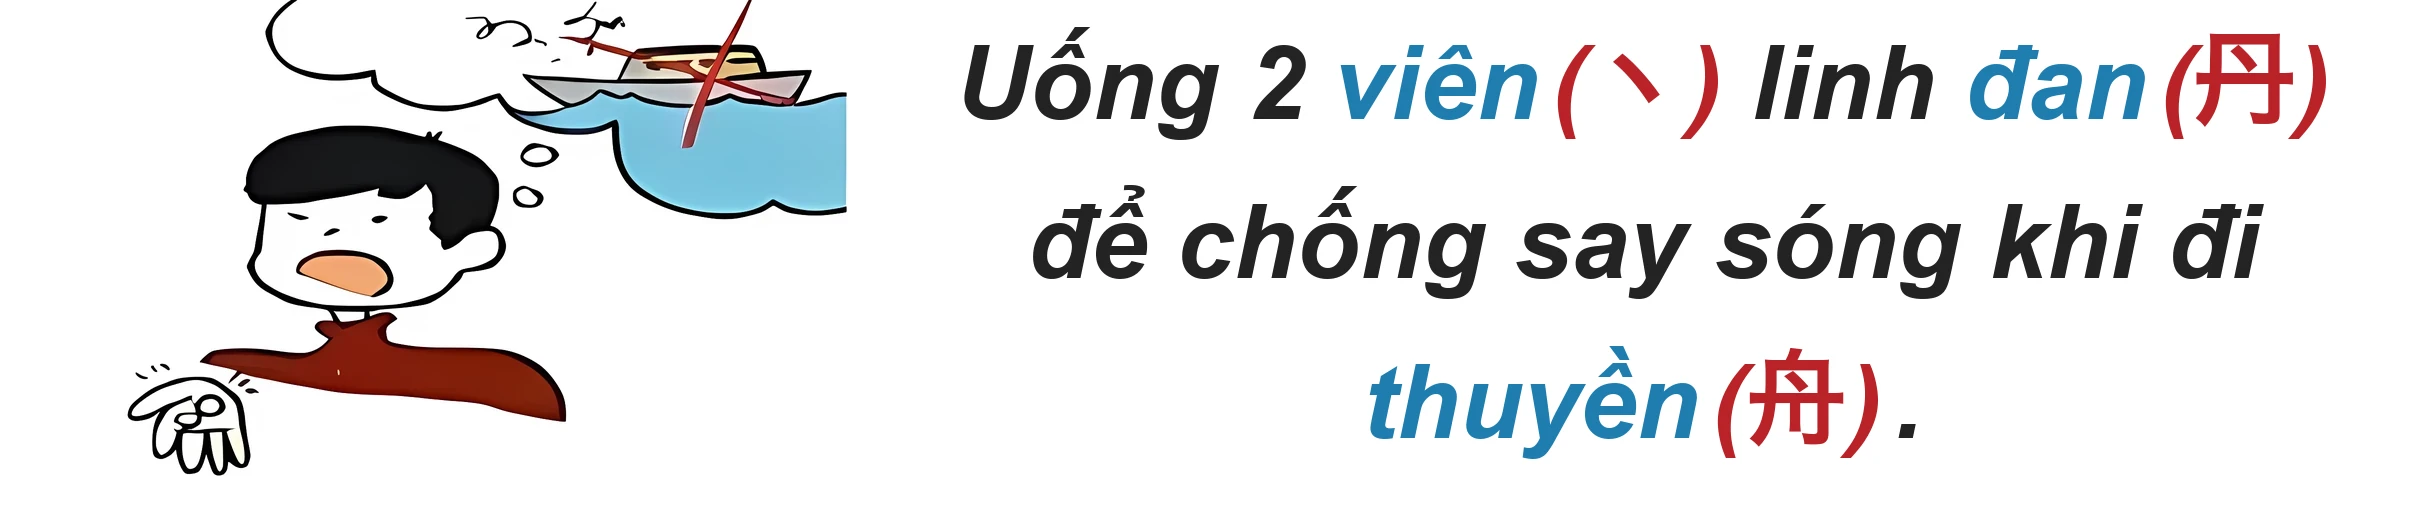 Uống 2 viên(丶) linh đan(丹)
để chống say sóng khi đi
thuyền(舟).